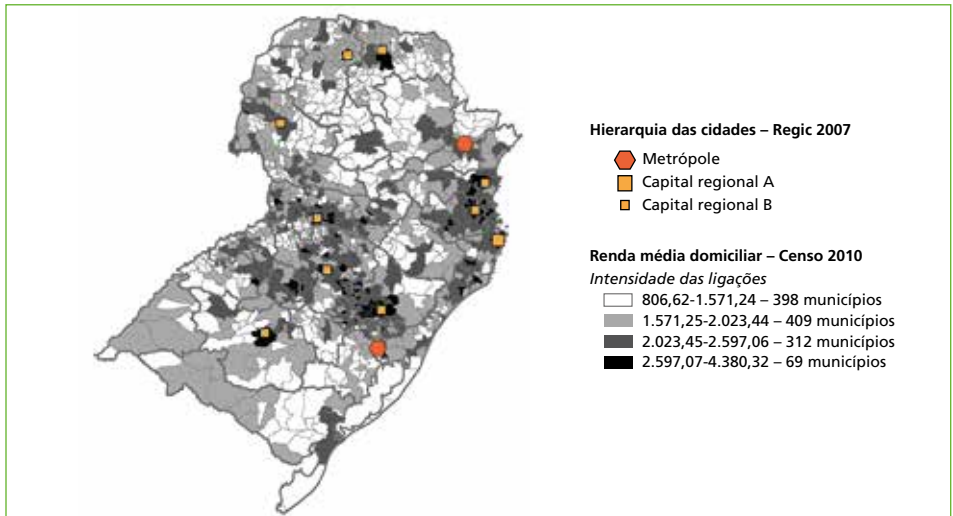 Hierarquia das cidades – Regic 2007
Metrópole
Capital regional A
Capital regional B
Renda média domiciliar – Censo 2010
Intensidade das ligações
806,62-1.571,24 – 398 municípios
1.571,25-2.023,44 – 409 municípios
2.023,45-2.597,06 – 312 municípios
2.597,07-4.380,32 – 69 municípios